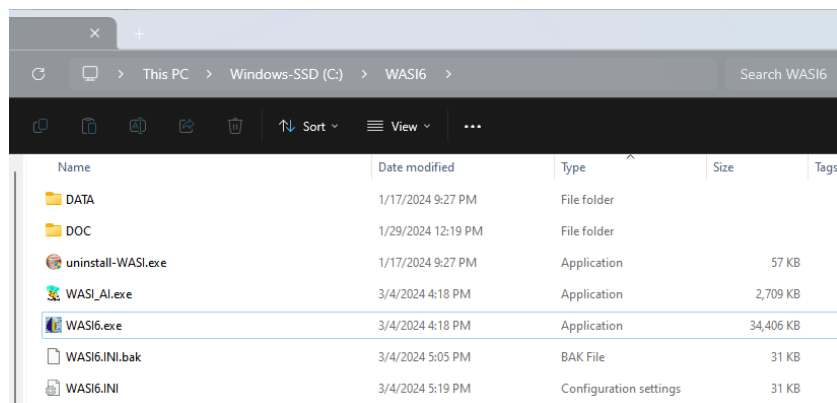 This PC > Windows-SSD (C:) > WASI6 > Search WASI6
Sort View ...
Name Date modified Type Size Tags
DATA 1/17/2024 9:27 PM File folder
DOC 1/29/2024 12:19 PM File folder
uninstall-WASI.exe 1/17/2024 9:27 PM Application 57 KB
WASI_AI.exe 3/4/2024 4:18 PM Application 2,709 KB
WASI6.exe 3/4/2024 4:18 PM Application 34,406 KB
WASI6.INI.bak 3/4/2024 5:05 PM BAK File 31 KB
WASI6.INI 3/4/2024 5:19 PM Configuration settings 31 KB